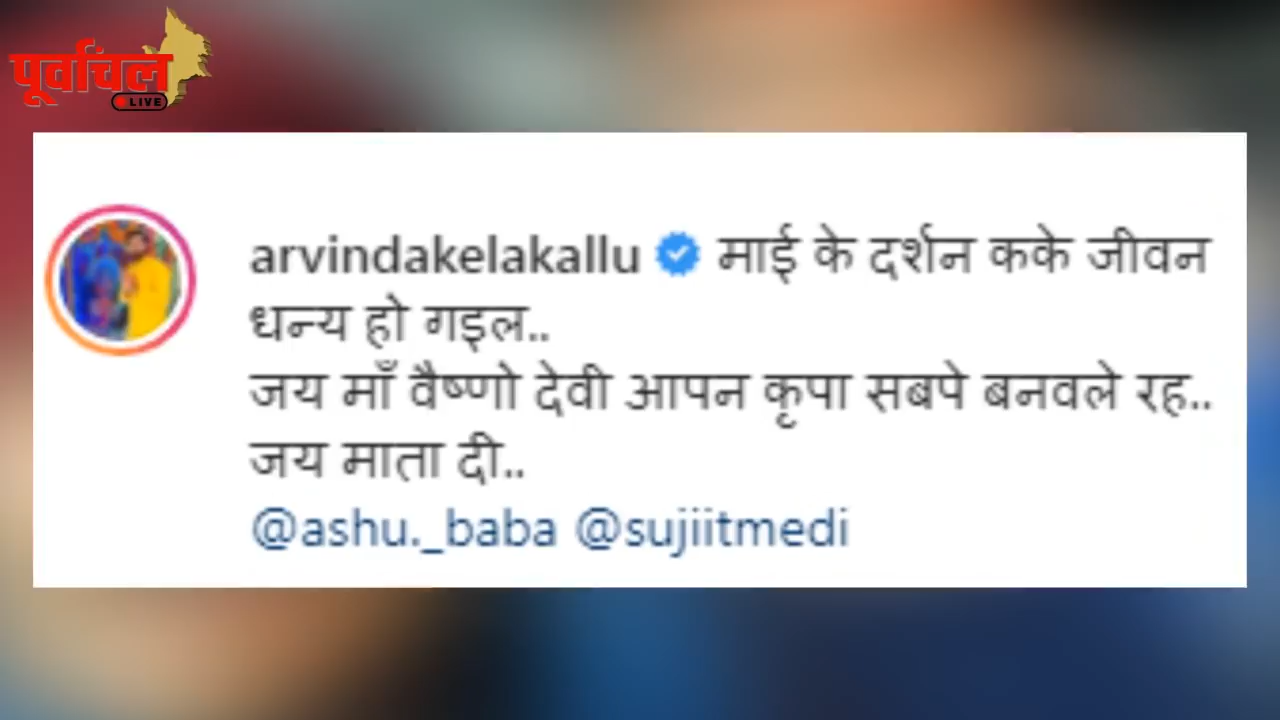 पूर्वांचल
LIVE
arvindakelakallu माई के दर्शन कके जीवन
धन्य हो गइल..
जय माँ वैष्णो देवी आपन कृपा सबपे बनवले रह..
जय माता दी..
@ashu._baba @sujiitmedi